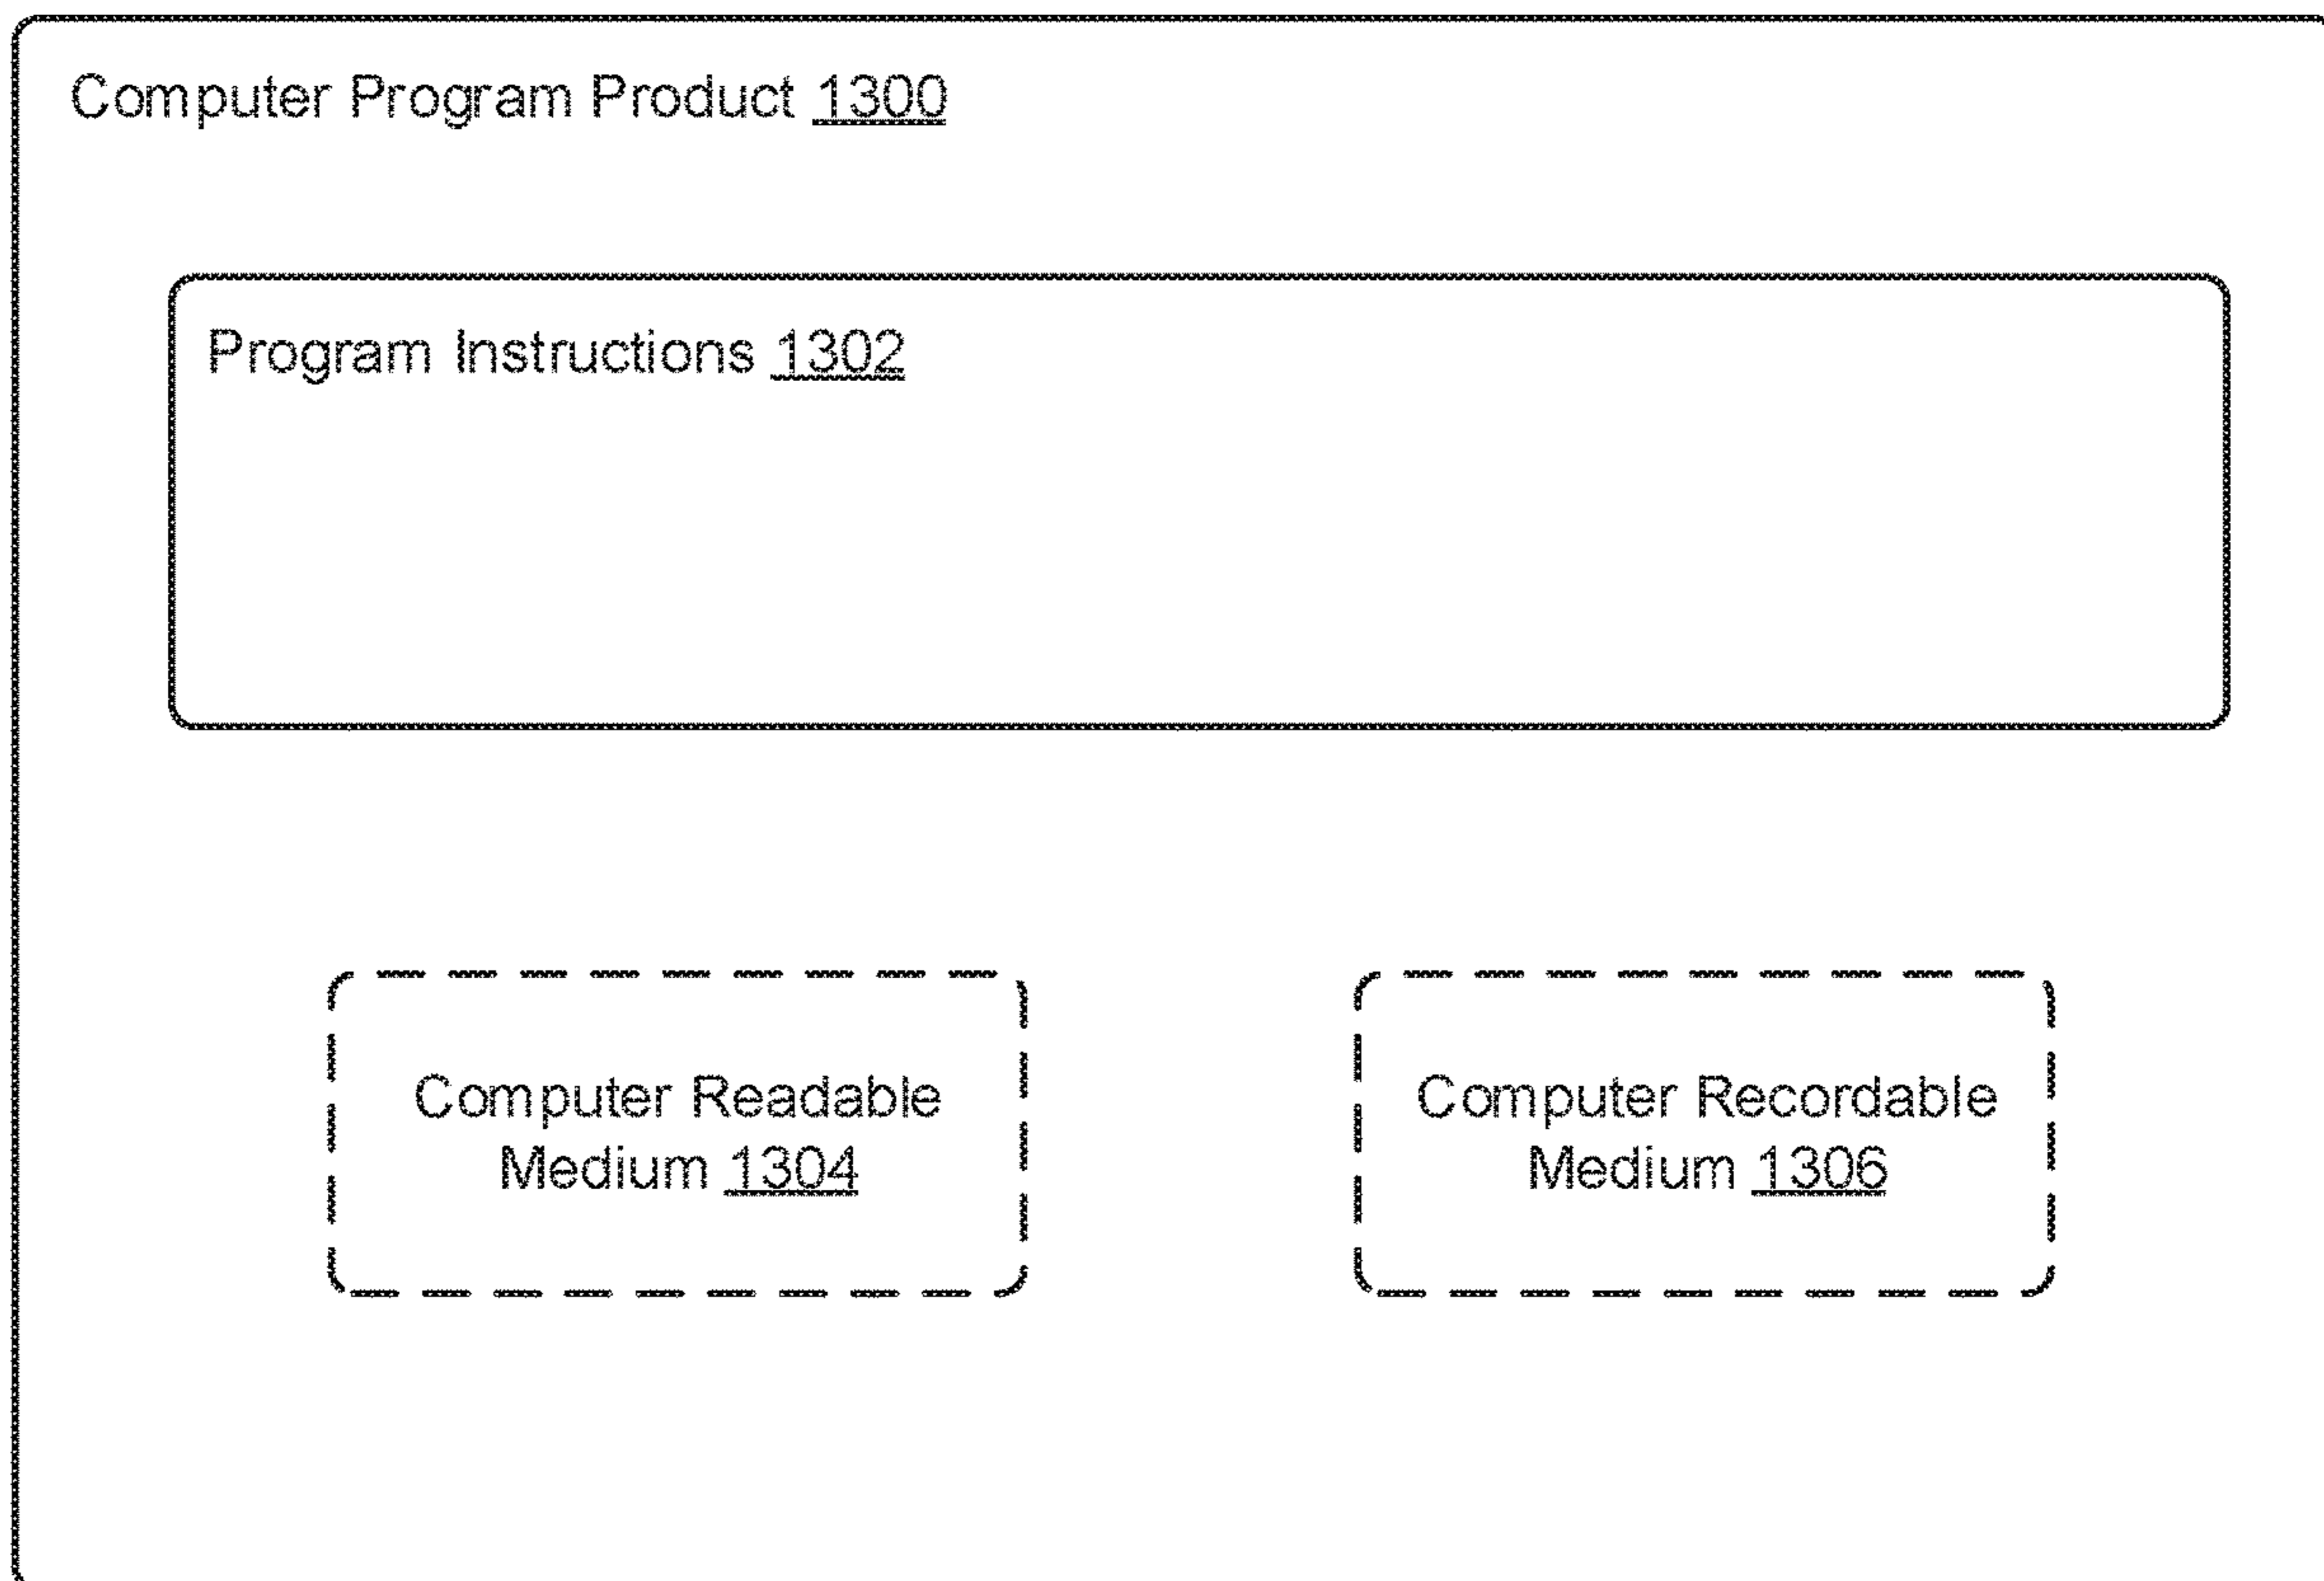 Computer Program Product 1300
Program Instructions 1302
Computer Readable
Medium 1304
Computer Recordable
Medium 1306